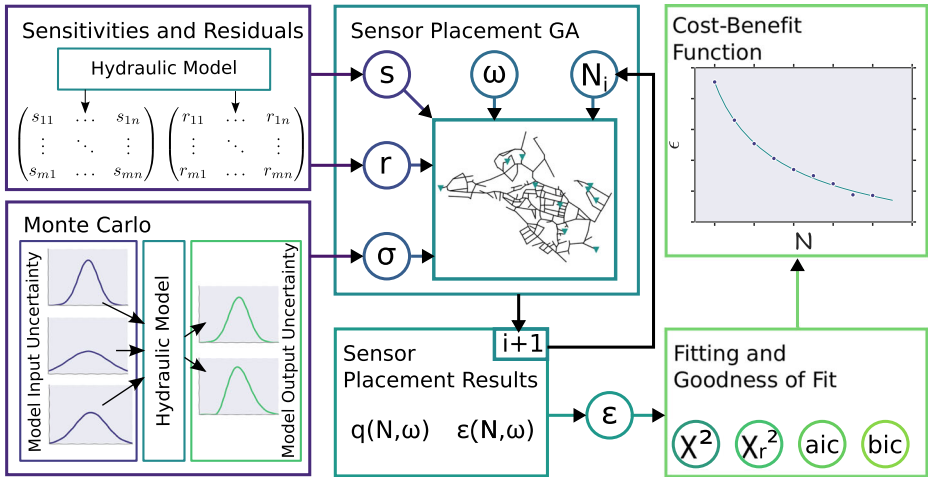 Sensitivities and Residuals
Hydraulic Model
s11 ... s1n
⋮ ⋱ ⋮
sm1 ... smn
r11 ... r1n
⋮ ⋱ ⋮
rm1 ... rmn
Monte Carlo
Model Input Uncertainty
Hydraulic Model
Model Output Uncertainty
Sensor Placement GA
s
ω
Ni
r
σ
i+1
Sensor
Placement Results
q(N,ω) ε(N,ω)
ε
Cost-Benefit
Function
ϵ
N
Fitting and
Goodness of Fit
χ²
χr²
aic
bic